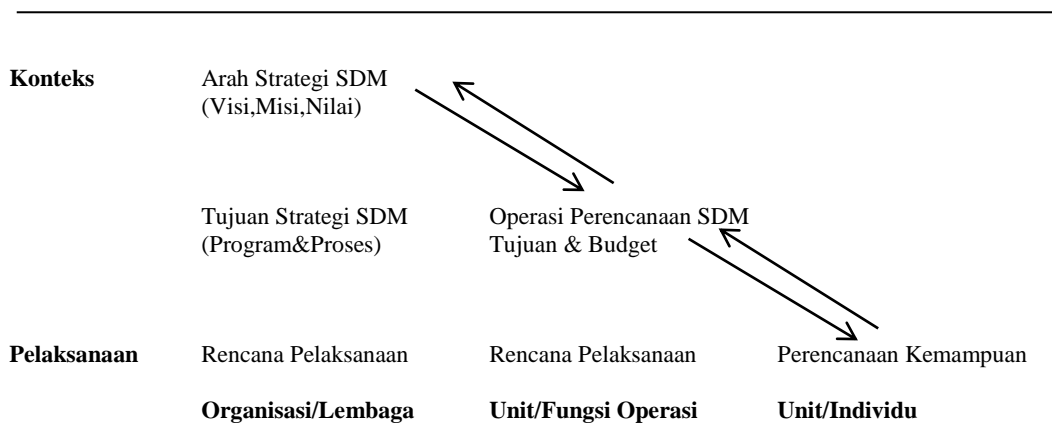 Konteks Arah Strategi SDM
(Visi,Misi,Nilai)
Tujuan Strategi SDM Operasi Perencanaan SDM
(Program&Proses) Tujuan & Budget
Pelaksanaan Rencana Pelaksanaan Rencana Pelaksanaan Perencanaan Kemampuan
Organisasi/Lembaga Unit/Fungsi Operasi Unit/Individu